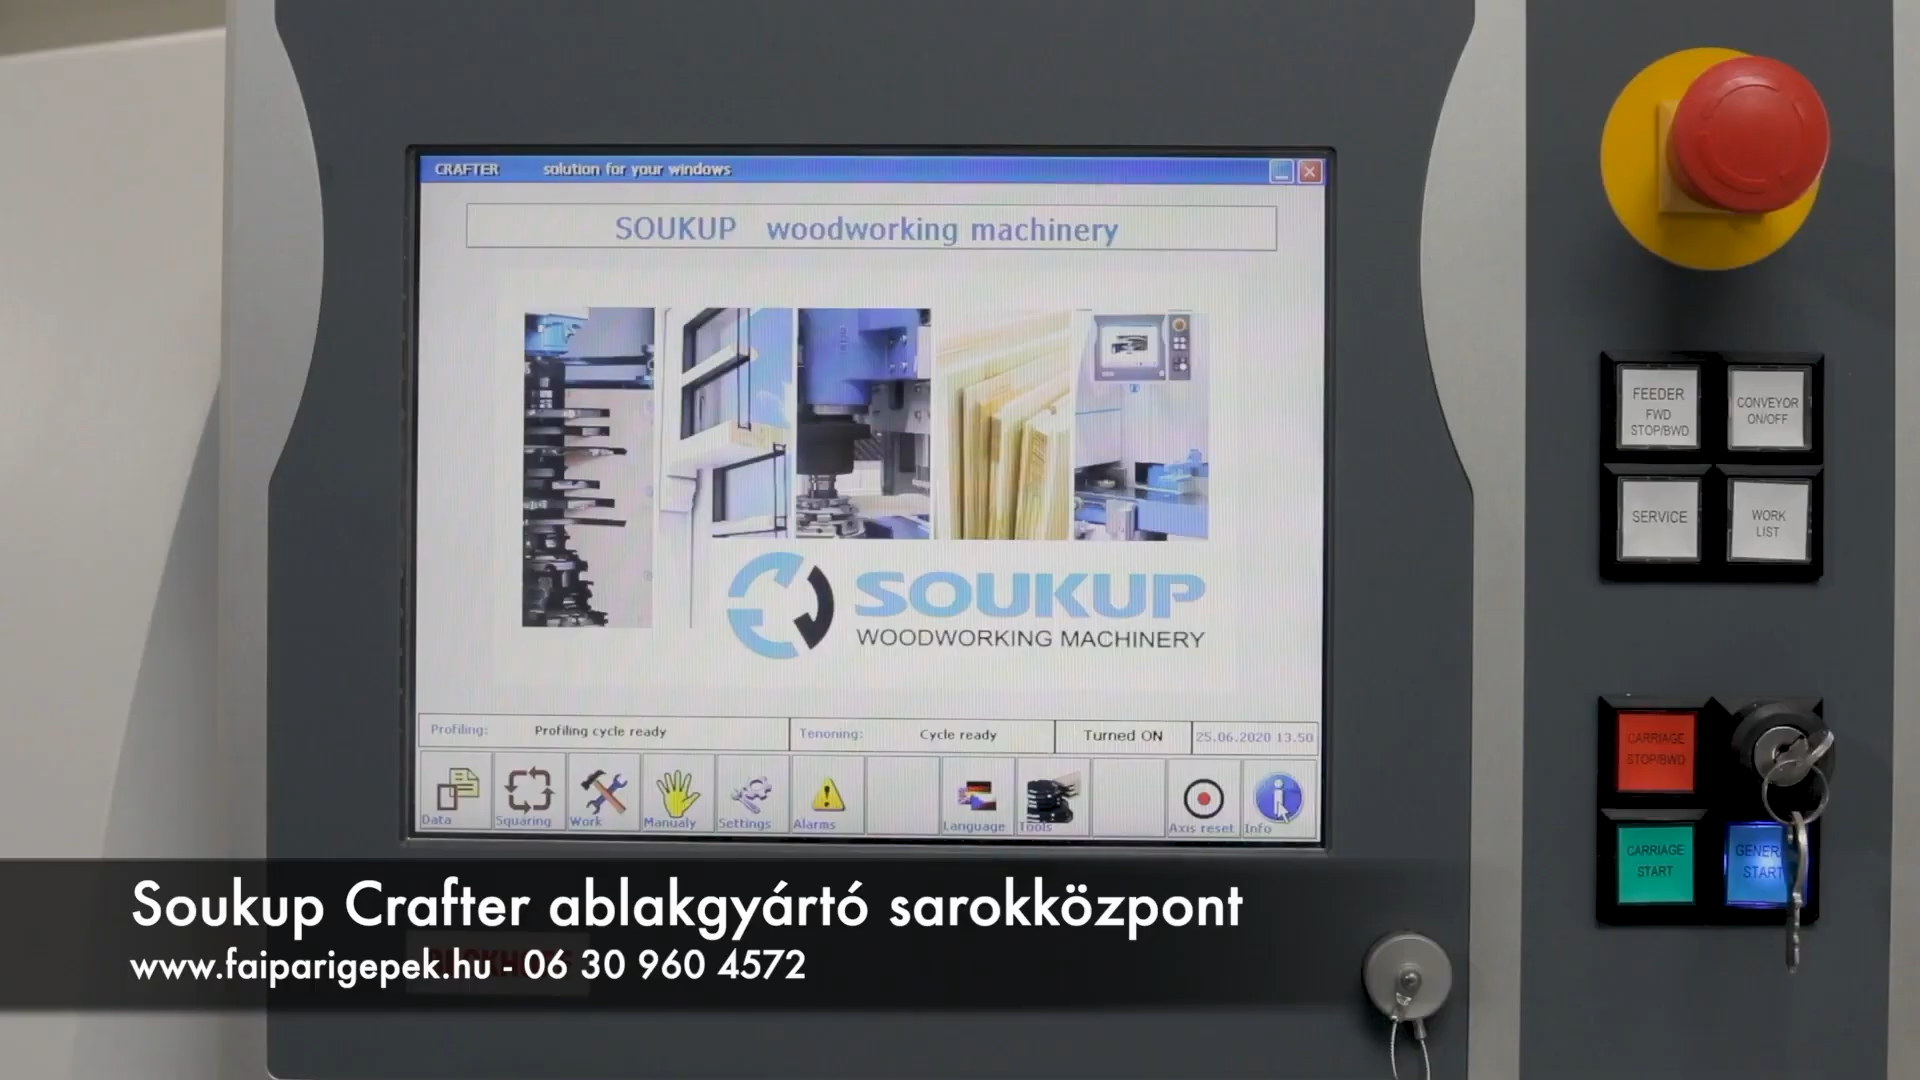 CRAFTER solution for your windows
SOUKUP woodworking machinery
SOUKUP
WOODWORKING MACHINERY
Profiling: Profiling cycle ready Tenoning: Cycle ready Turned ON 25.06.2020 13.50
Data Squaring Work Manualy Settings Alarms Language Tools Axis reset Info
FEEDER
FWD
STOP/BWD
CONVEYOR
ON/OFF
SERVICE
WORK
LIST
CARRIAGE
STOP/BWD
CARRIAGE
START
START
Soukup Crafter ablakgyártó sarokközpont
www.faiparigepek.hu - 06 30 960 4572